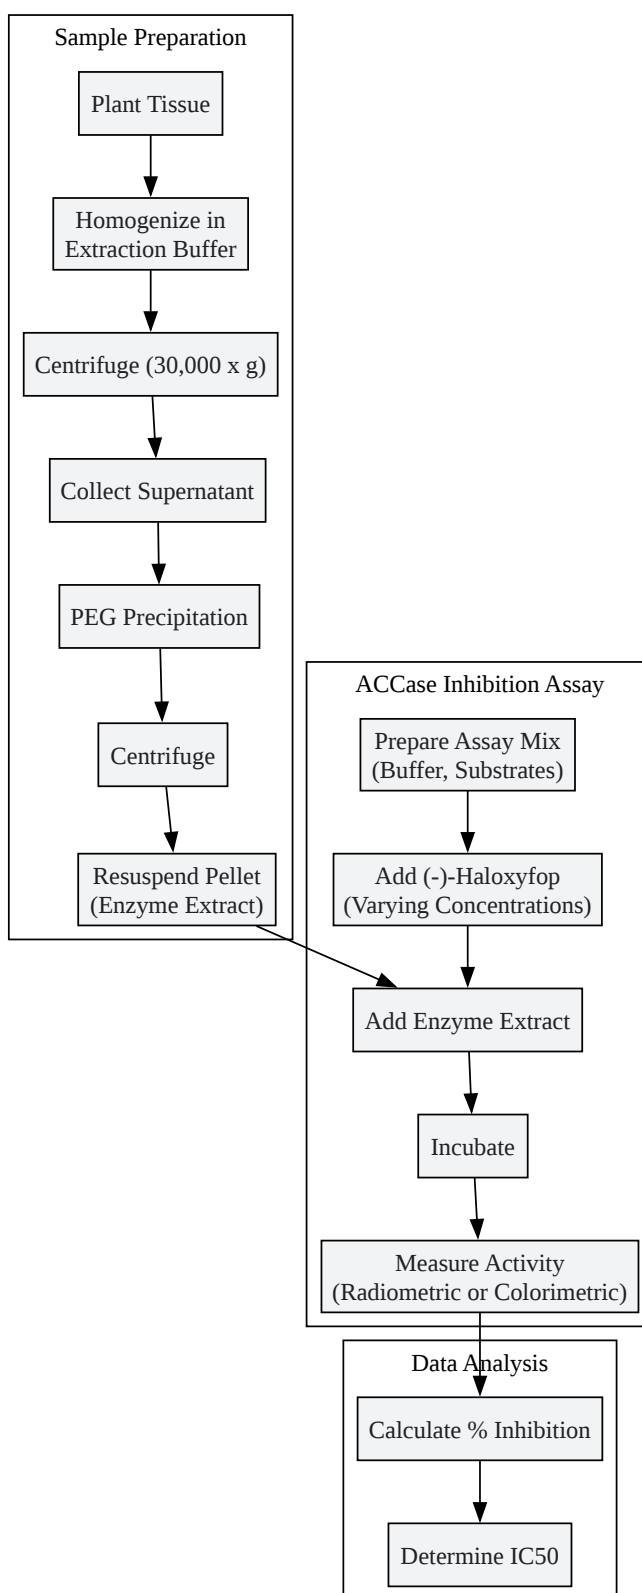 Sample Preparation
Plant Tissue
Homogenize in
Extraction Buffer
Centrifuge (30,000 x g)
Collect Supernatant
PEG Precipitation
Centrifuge
Resuspend Pellet
(Enzyme Extract)
ACCase Inhibition Assay
Prepare Assay Mix
(Buffer, Substrates)
Add (-)-Haloxyfop
(Varying Concentrations)
Add Enzyme Extract
Incubate
Measure Activity
(Radiometric or Colorimetric)
Data Analysis
Calculate % Inhibition
Determine IC50